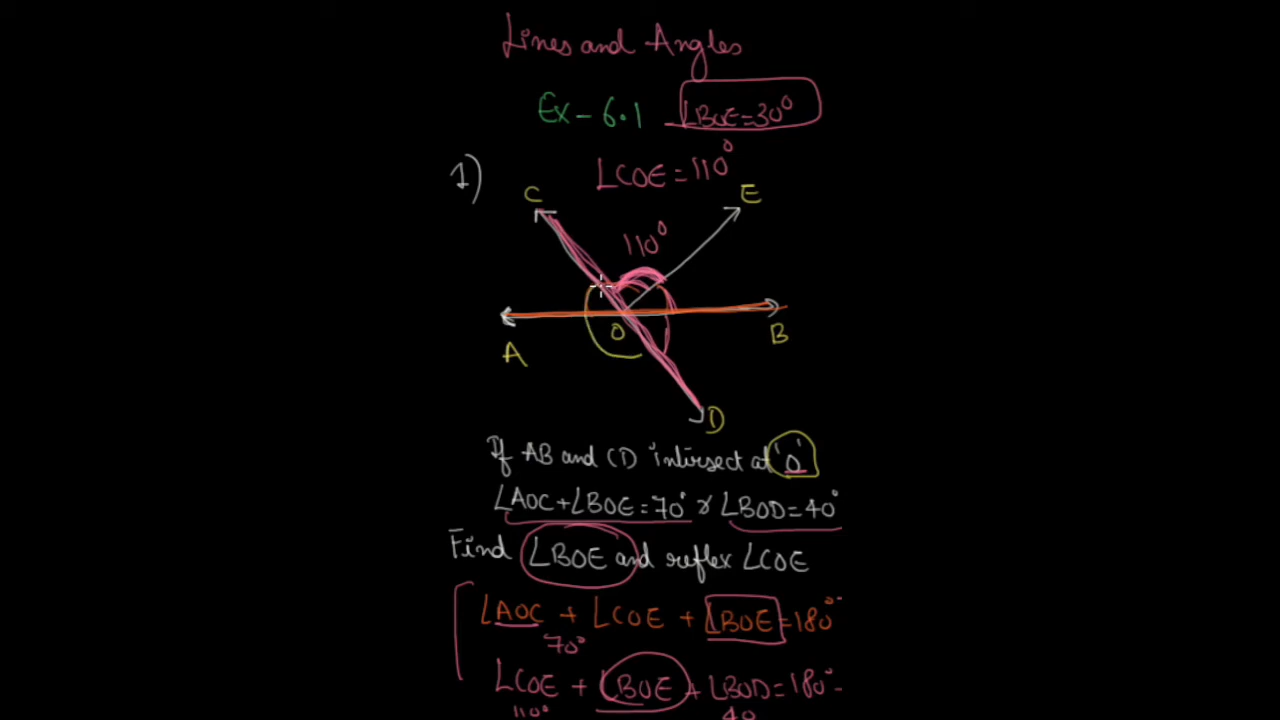 Lines and Angles
Ex - 6.1 ∠BOE=30°
1) ∠COE=110°
C E
110°
O
A B
D
If AB and CD intersect at 'O'
∠AOC+∠BOE=70° & ∠BOD=40°
Find ∠BOE and reflex ∠COE
∠AOC + ∠COE + ∠BOE=180°
70°
∠COE + ∠BOE + ∠BOD=180°
110° 40